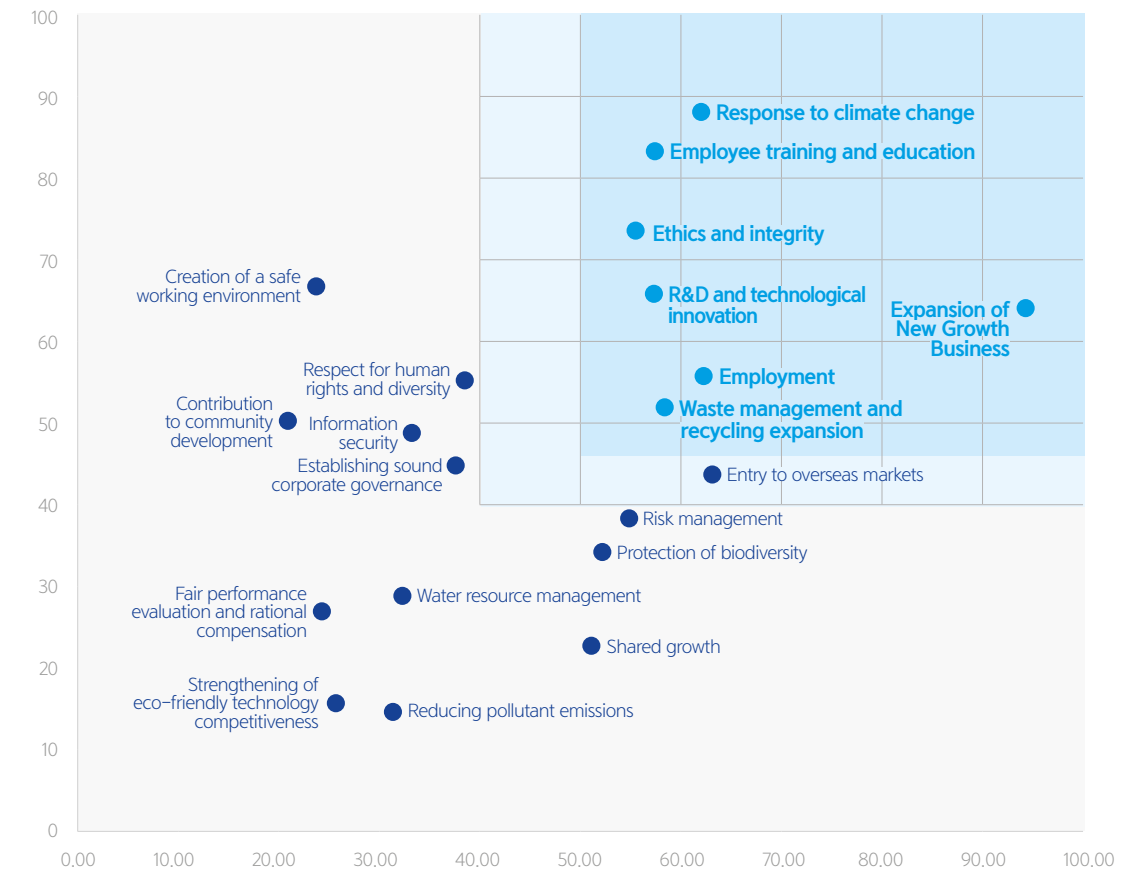 100
90
Response to climate change
Employee training and education
80
Ethics and integrity
70
Creation of a safe
working environment
R&D and technological
innovation
Expansion of
New Growth
Business
60
Respect for human
rights and diversity
Employment
Contribution
to community
development
Waste management and
recycling expansion
50
Information
security
Establishing sound
corporate governance
Entry to overseas markets
40
Risk management
Protection of biodiversity
30
Fair performance
evaluation and rational
compensation
Water resource management
Shared growth
20
Strengthening of
eco-friendly technology
competitiveness
Reducing pollutant emissions
10
0
0.00 10.00 20.00 30.00 40.00 50.00 60.00 70.00 80.00 90.00 100.00